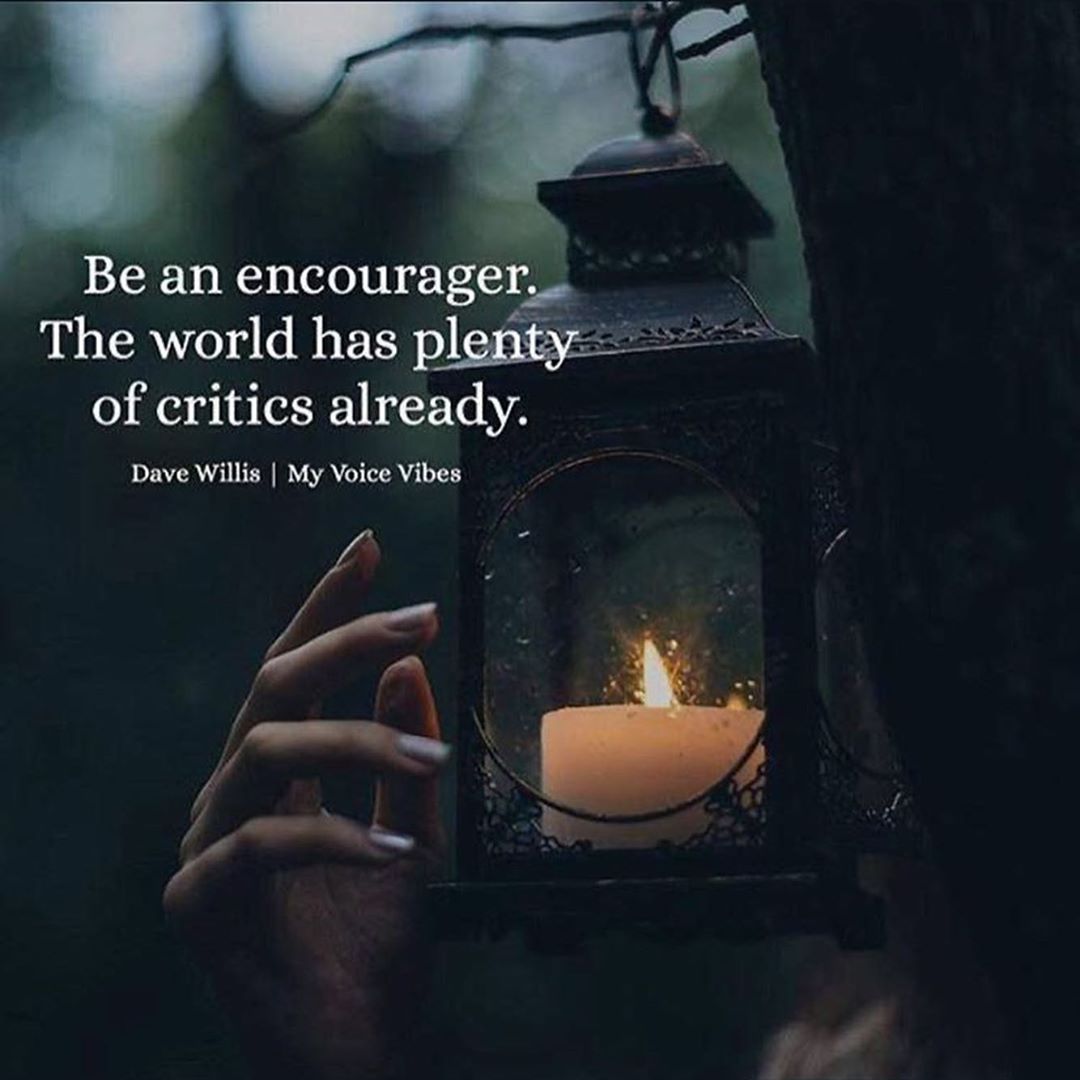 Be an encourager.
The world has plenty
of critics already.
Dave Willis | My Voice Vibes